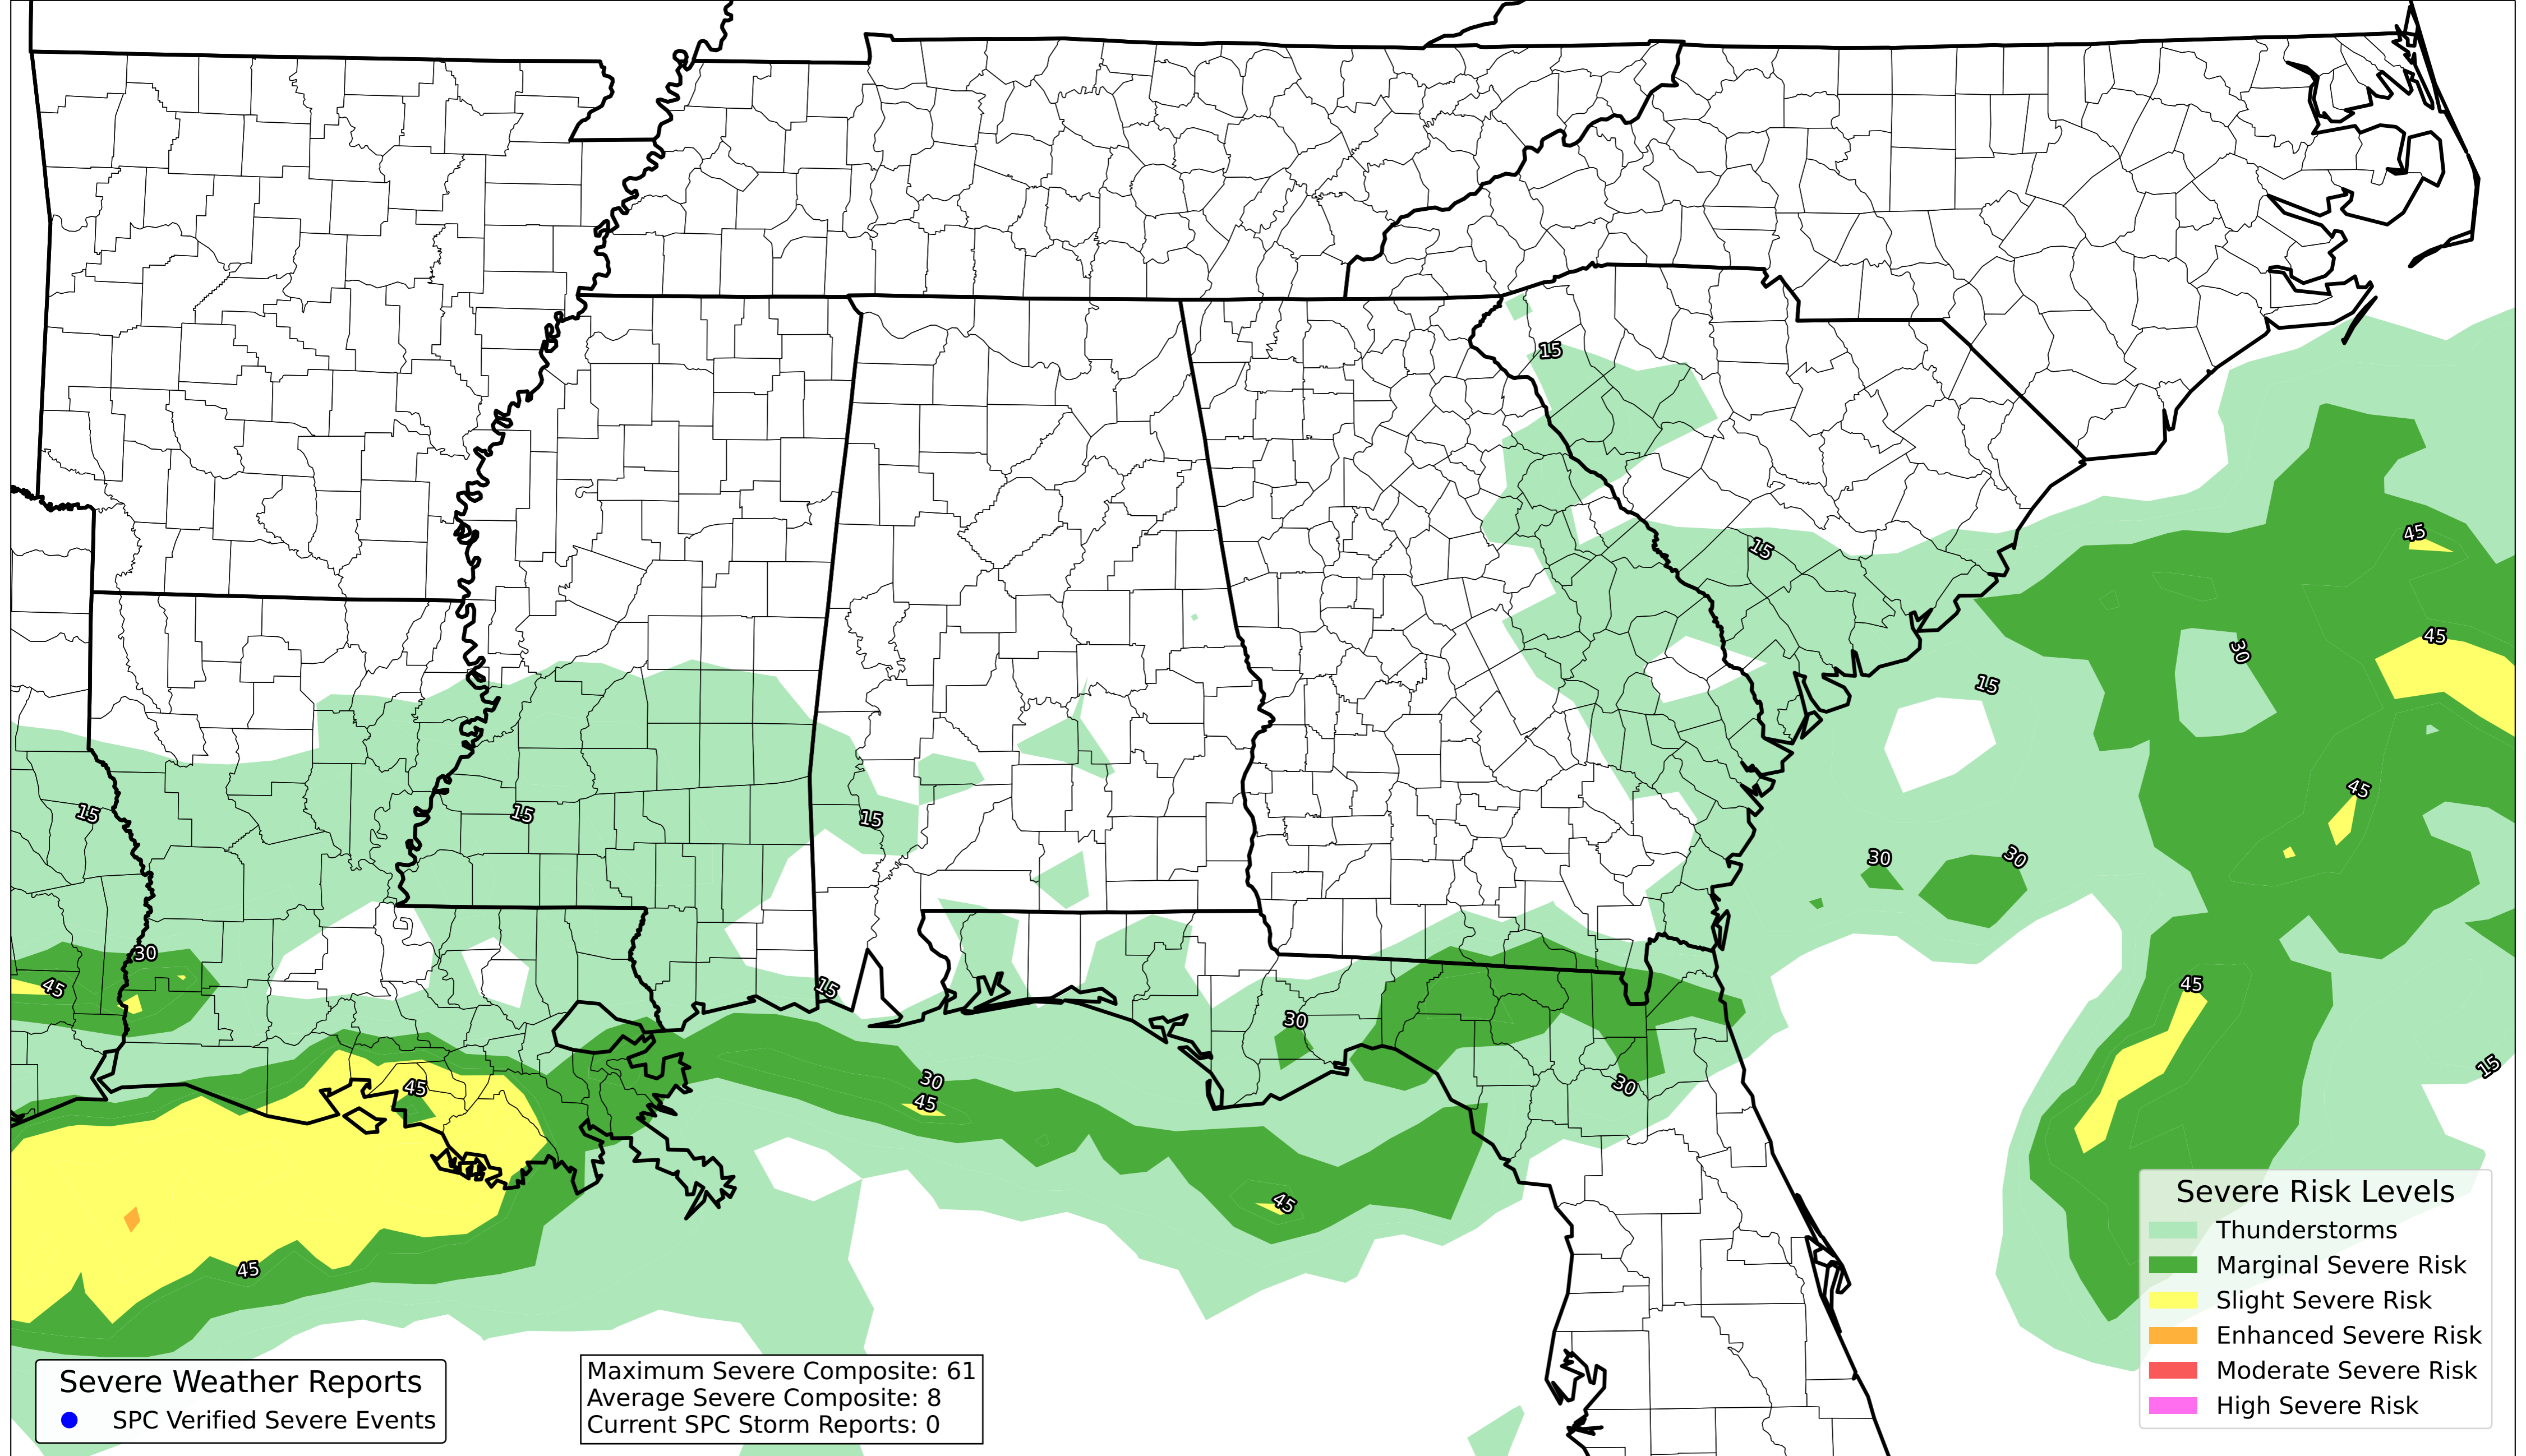 15
45
45
30
15
15
15
15
45
30
30
30
45
30
45
15
15
30
45
30
45
30
45
15
45
Severe Risk Levels
Thunderstorms
Marginal Severe Risk
Slight Severe Risk
Enhanced Severe Risk
Moderate Severe Risk
High Severe Risk
Severe Weather Reports
SPC Verified Severe Events
Maximum Severe Composite: 61
Average Severe Composite: 8
Current SPC Storm Reports: 0